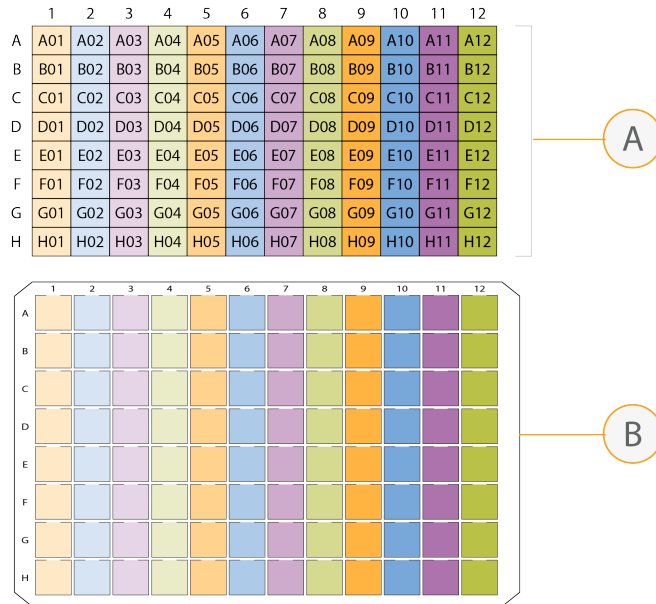 1 2 3 4 5 6 7 8 9 10 11 12
A A01 A02 A03 A04 A05 A06 A07 A08 A09 A10 A11 A12
B B01 B02 B03 B04 B05 B06 B07 B08 B09 B10 B11 B12
C C01 C02 C03 C04 C05 C06 C07 C08 C09 C10 C11 C12
D D01 D02 D03 D04 D05 D06 D07 D08 D09 D10 D11 D12
E E01 E02 E03 E04 E05 E06 E07 E08 E09 E10 E11 E12
F F01 F02 F03 F04 F05 F06 F07 F08 F09 F10 F11 F12
G G01 G02 G03 G04 G05 G06 G07 G08 G09 G10 G11 G12
H H01 H02 H03 H04 H05 H06 H07 H08 H09 H10 H11 H12
A
1 2 3 4 5 6 7 8 9 10 11 12
A
B
C
D
E
F
G
H
B